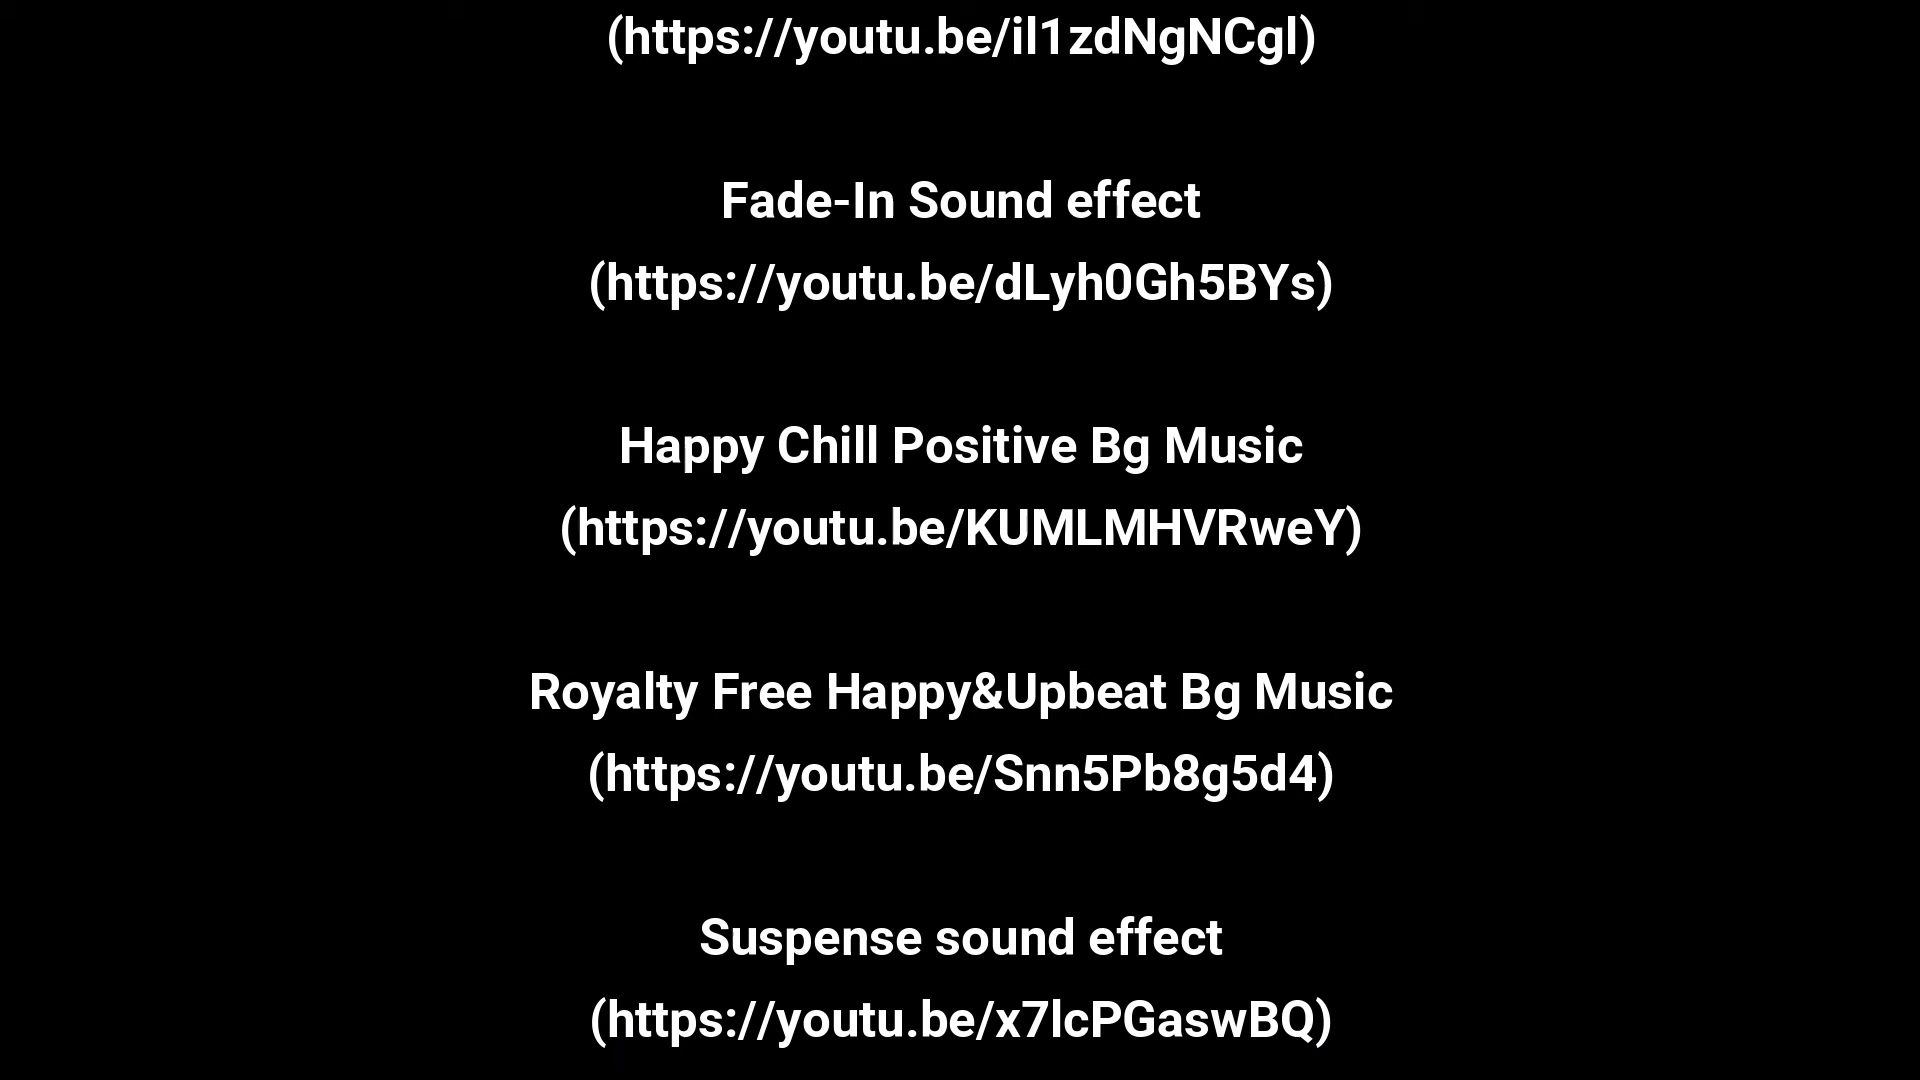 (https://youtu.be/il1zdNgNCgI)
Fade-In Sound effect
(https://youtu.be/dLyh0Gh5BYs)
Happy Chill Positive Bg Music
(https://youtu.be/KUMLMHVRweY)
Royalty Free Happy&Upbeat Bg Music
(https://youtu.be/Snn5Pb8g5d4)
Suspense sound effect
(https://youtu.be/x7lcPGaswBQ)